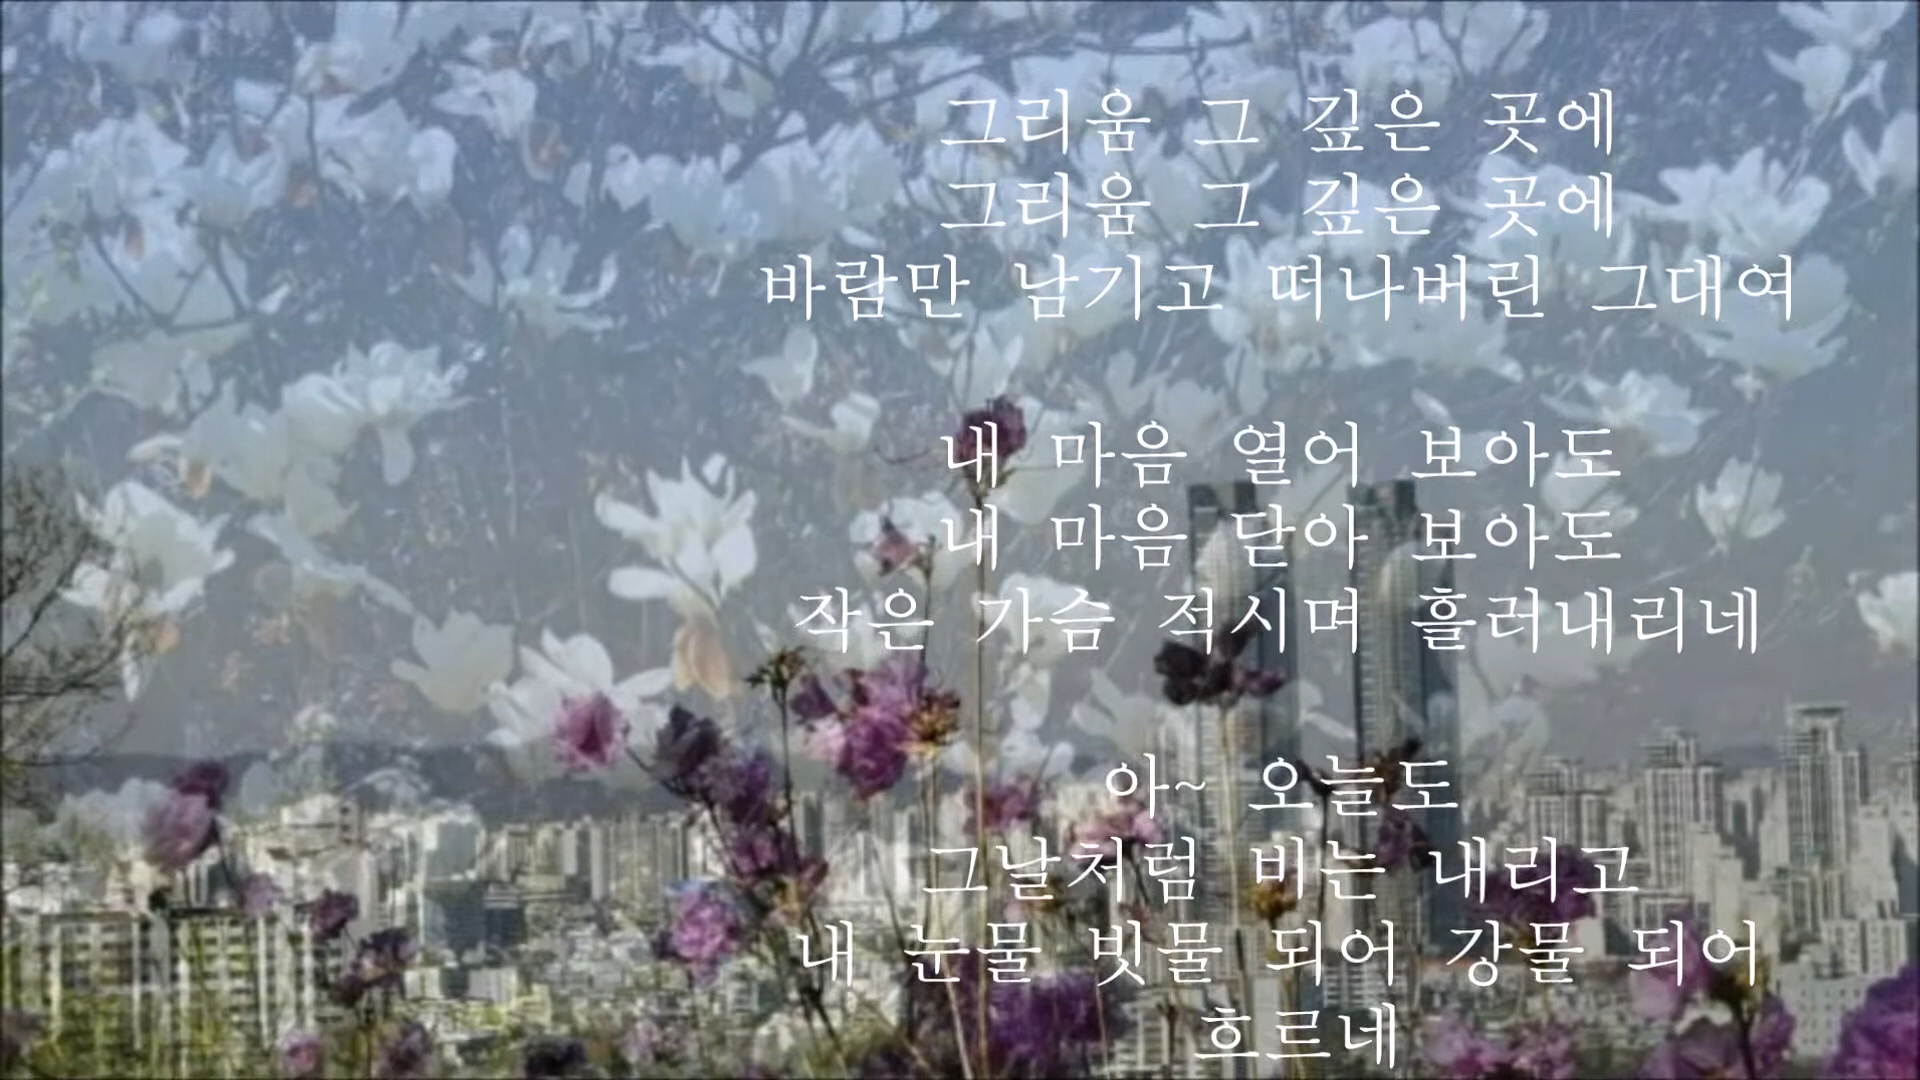 그리움 그 깊은 곳에
그리움 그 깊은 곳에
바람만 남기고 떠나버린 그대여
내 마음 열어 보아도
내 마음 닫아 보아도
작은 가슴 적시며 흘러내리네
아~ 오늘도
그날처럼 비는 내리고
내 눈물 빗물 되어 강물 되어
흐르네